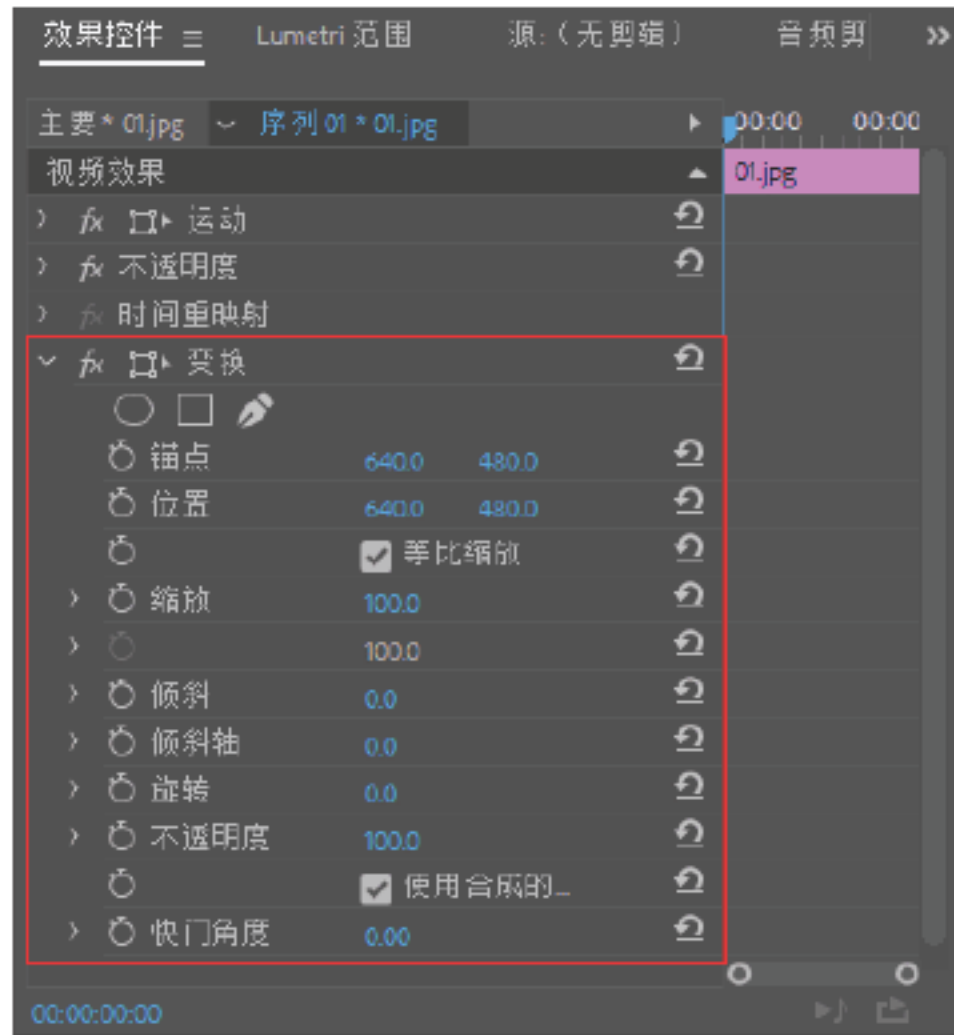 效果控件 Lumetri 范围 源:（无剪辑） 音频剪
主要 * 01.jpg 序列 01 * 01.jpg 00:00 00:00
视频效果 01.jpg
fx 运动
fx 不透明度
fx 时间重映射
fx 变换
锚点 640.0 480.0
位置 640.0 480.0
等比缩放
缩放 100.0
100.0
倾斜 0.0
倾斜轴 0.0
旋转 0.0
不透明度 100.0
使用合成的...
快门角度 0.00
00:00:00:00